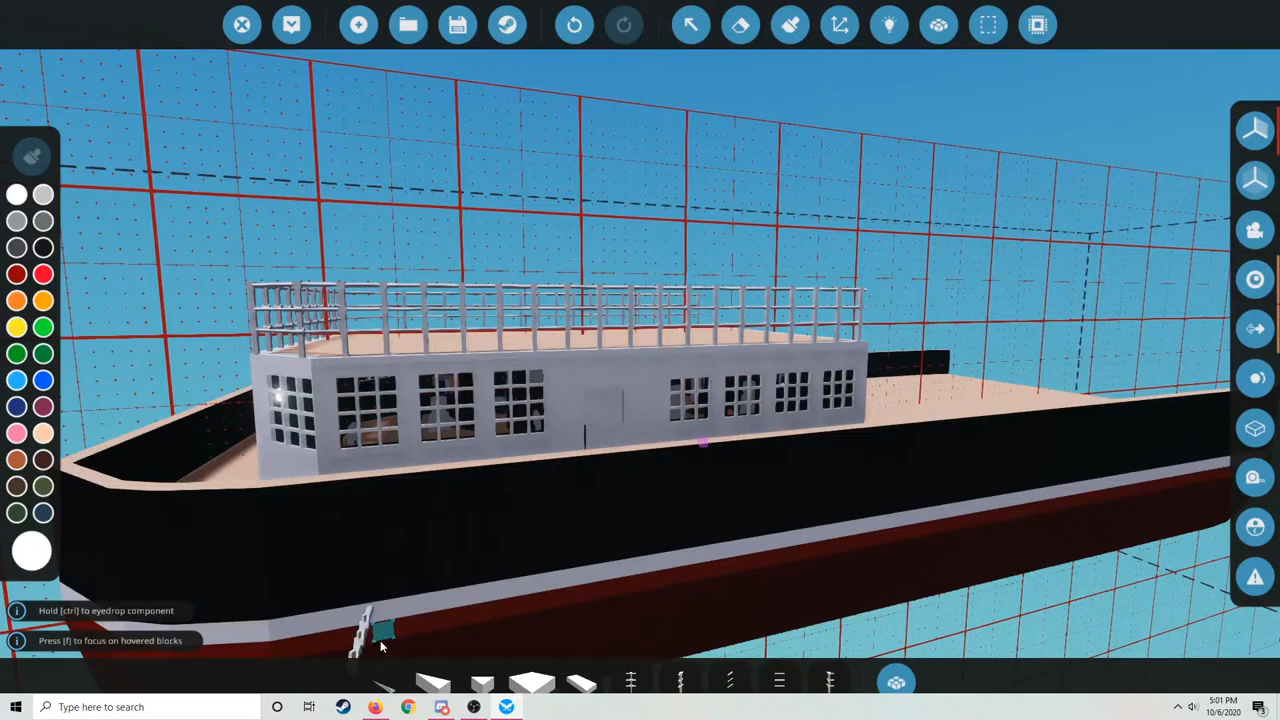 Hold [ctrl] to eyedrop component
Press [f] to focus on hovered blocks
Type here to search
5:01 PM
10/6/2020
3